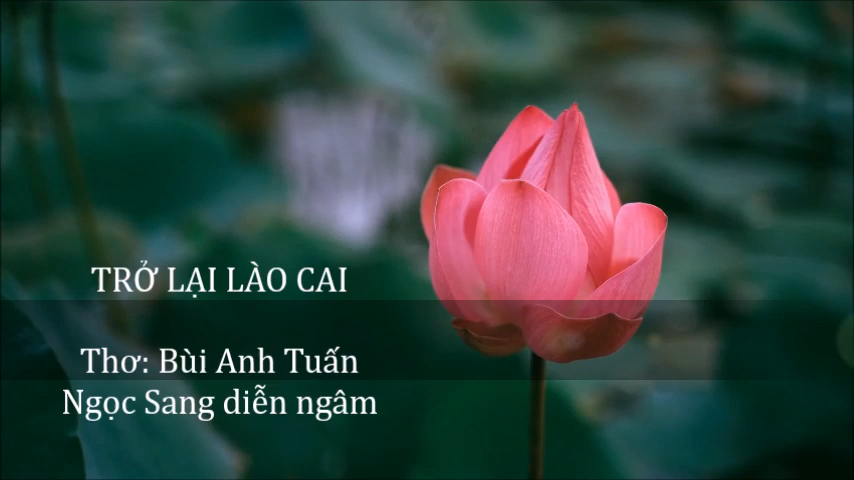 TRỞ LẠI LÀO CAI
Thơ: Bùi Anh Tuấn
Ngọc Sang diễn ngâm